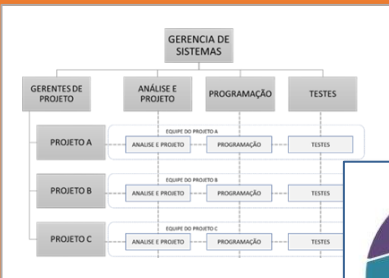 GERENCIA DE
SISTEMAS
GERENTES DE
PROJETO
ANÁLISE E
PROJETO
PROGRAMAÇÃO
TESTES
PROJETO A
EQUIPE DO PROJETO A
ANALISE E PROJETO
PROGRAMAÇÃO
TESTES
PROJETO B
EQUIPE DO PROJETO B
ANALISE E PROJETO
PROGRAMAÇÃO
TESTES
PROJETO C
EQUIPE DO PROJETO C
ANALISE E PROJETO
PROGRAMAÇÃO
TESTES